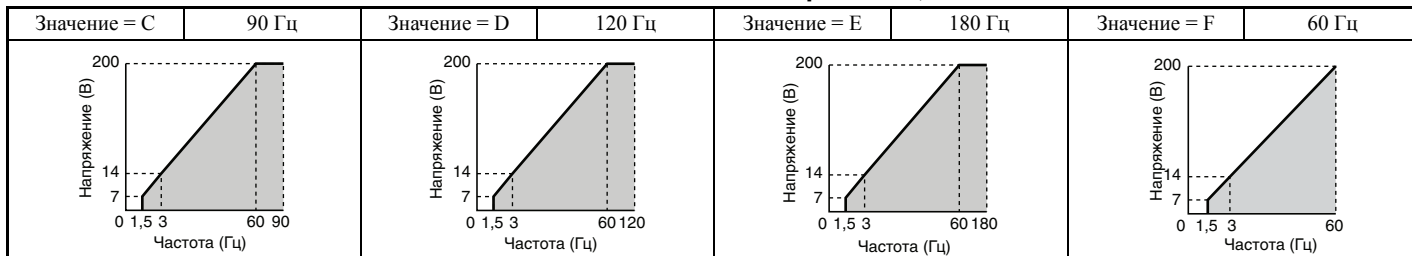 Значение = C 90 Гц Значение = D 120 Гц Значение = E 180 Гц Значение = F 60 Гц
Напряжение (В)
200
14
7
0 1,5 3 60 90
Частота (Гц)
Напряжение (В)
200
14
7
0 1,5 3 60 120
Частота (Гц)
Напряжение (В)
200
14
7
0 1,5 3 60 180
Частота (Гц)
Напряжение (В)
200
14
7
0 1,5 3 60
Частота (Гц)